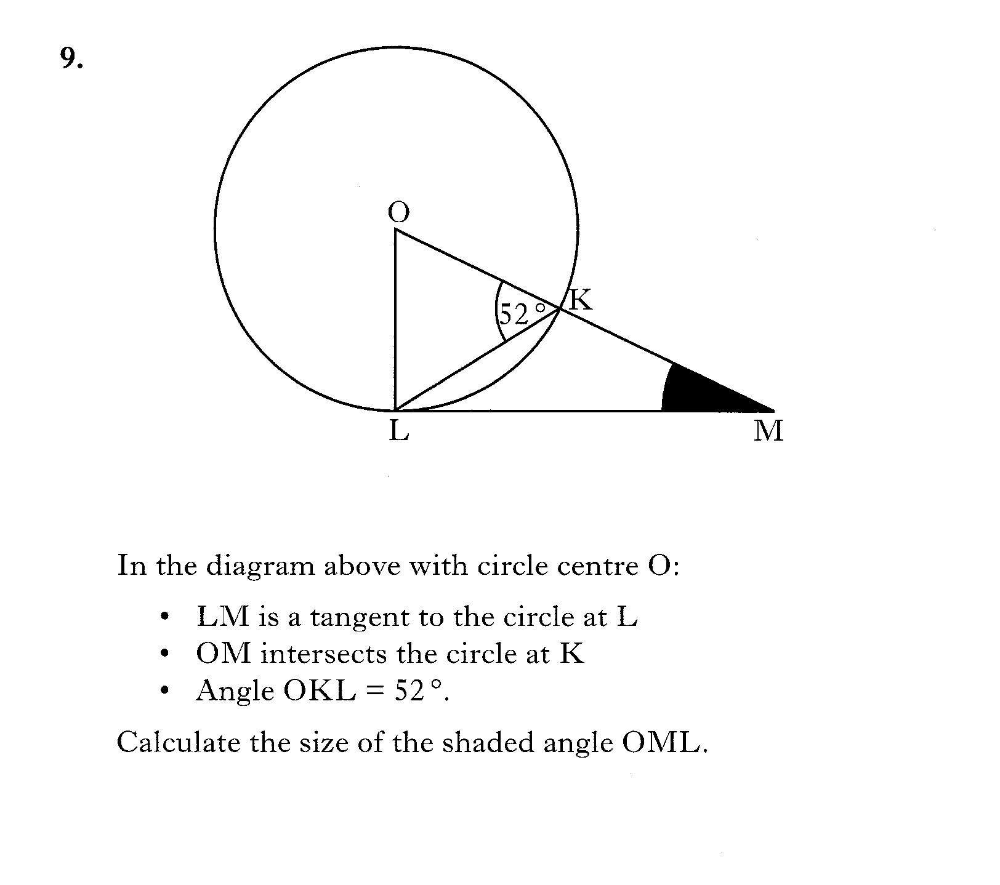 9.
O
K
52°
L
M
In the diagram above with circle centre O:
• LM is a tangent to the circle at L
• OM intersects the circle at K
• Angle OKL = 52°.
Calculate the size of the shaded angle OML.